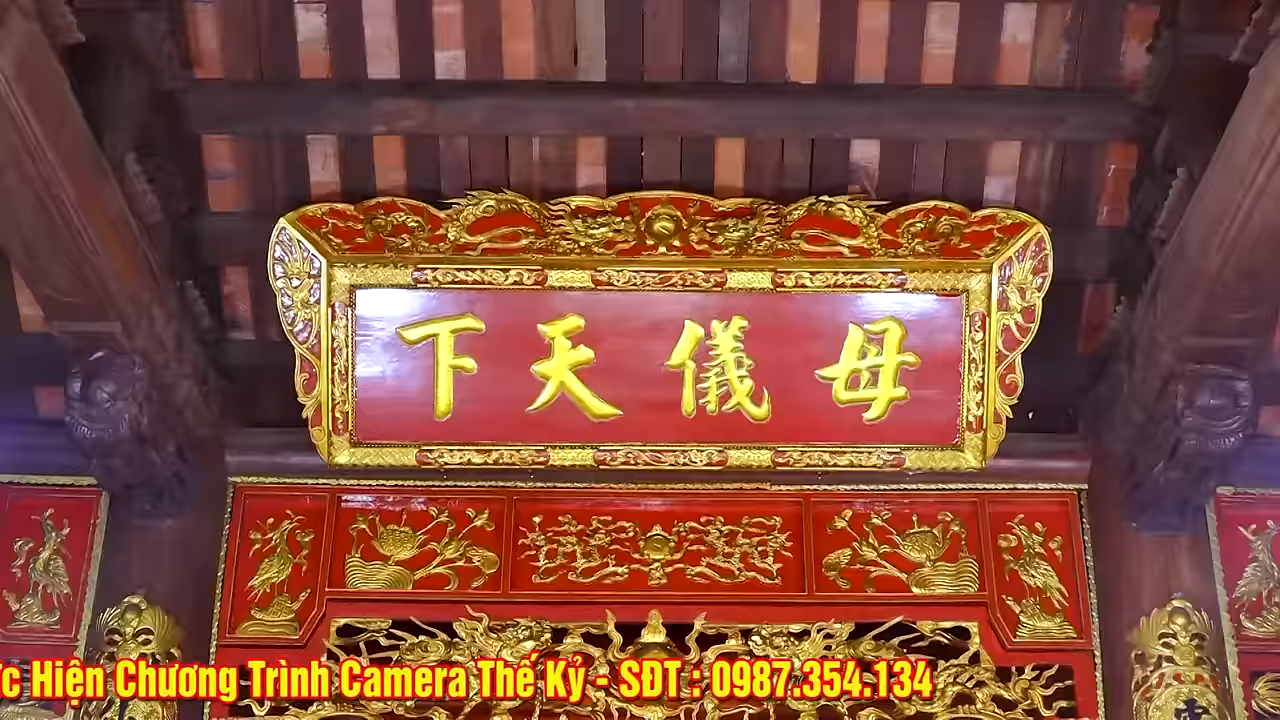 下天儀母
Hiện Chương Trình Camera Thế Kỷ - SĐT : 0987.354.134